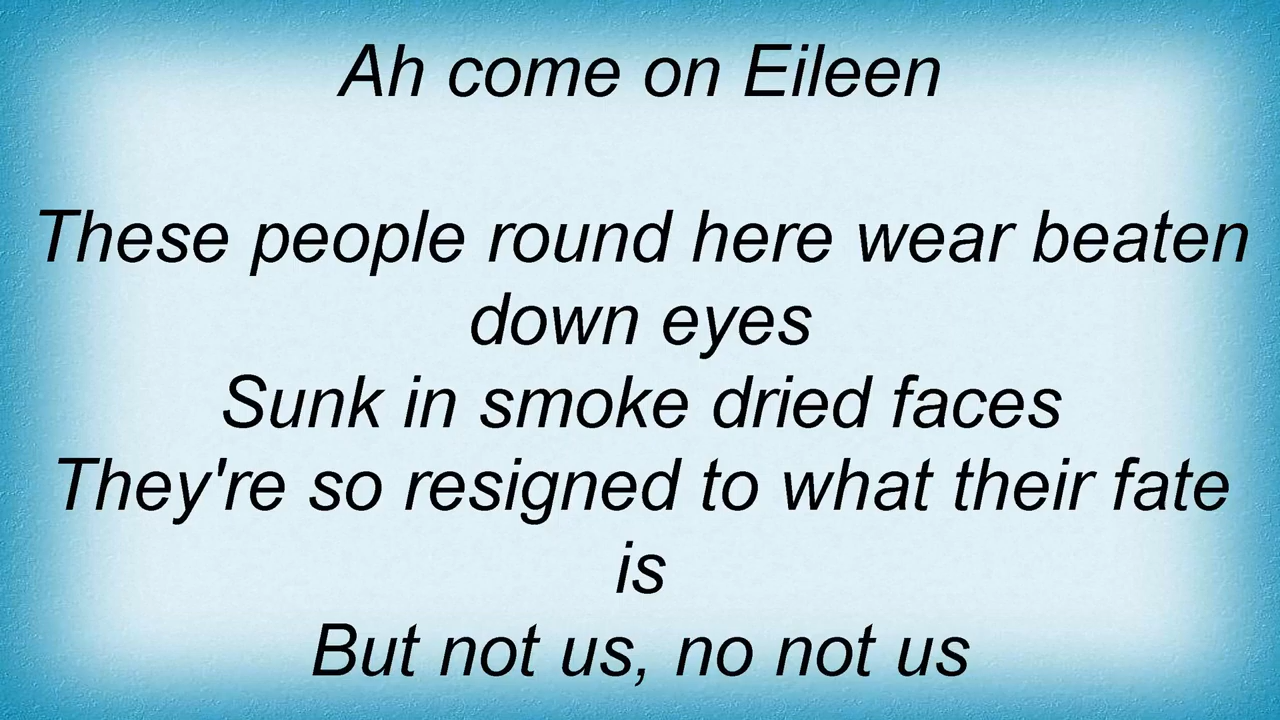 Ah come on Eileen
These people round here wear beaten
down eyes
Sunk in smoke dried faces
They're so resigned to what their fate
is
But not us, no not us